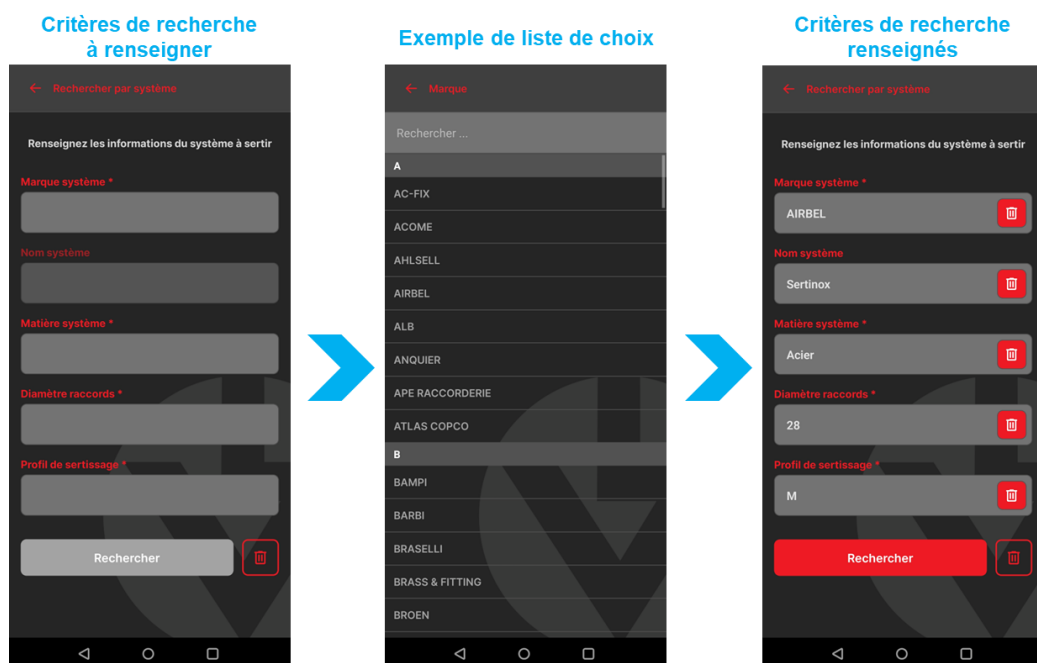 Critères de recherche
à renseigner
← Rechercher par système
Renseignez les informations du système à sertir
Marque système *
Nom système
Matière système *
Diamètre raccords *
Profil de sertissage *
Rechercher
Exemple de liste de choix
← Marque
Rechercher ...
A
AC-FIX
ACOME
AHLSELL
AIRBEL
ALB
ANQUIER
APE RACCORDERIE
ATLAS COPCO
B
BAMPI
BARBI
BRASELLI
BRASS & FITTING
BROEN
Critères de recherche
renseignés
← Rechercher par système
Renseignez les informations du système à sertir
Marque système *
AIRBEL
Nom système
Sertinox
Matière système *
Acier
Diamètre raccords *
28
Profil de sertissage *
M
Rechercher